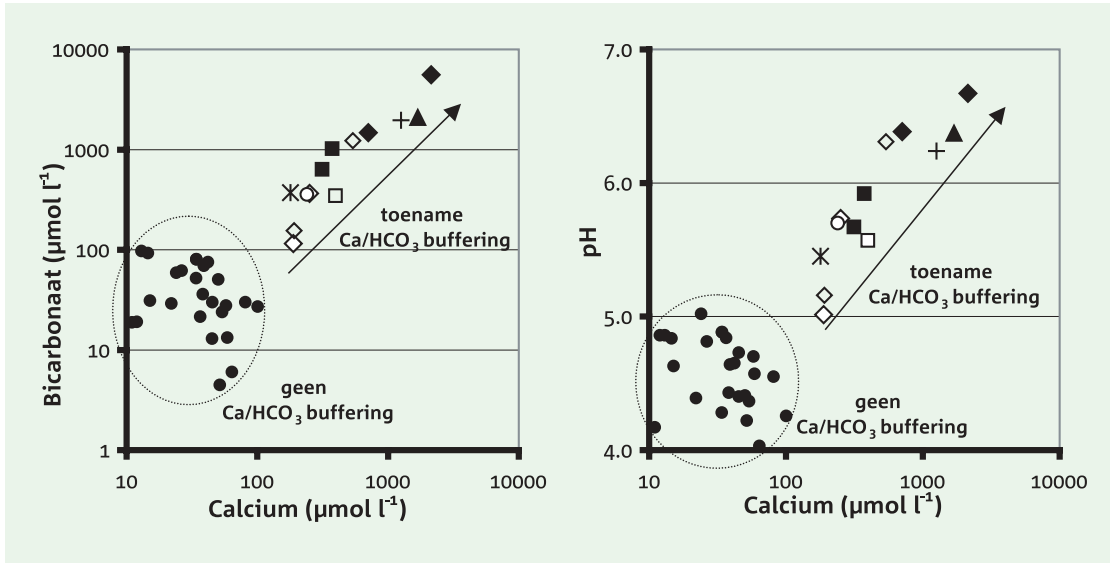 10000
1000
100
10
1
Bicarbonaat (µmol l⁻¹)
toename
Ca/HCO₃ buffering
geen
Ca/HCO₃ buffering
10 100 1000 10000
Calcium (µmol l⁻¹)
7.0
6.0
5.0
4.0
pH
toename
Ca/HCO₃ buffering
geen
Ca/HCO₃ buffering
10 100 1000 10000
Calcium (µmol l⁻¹)